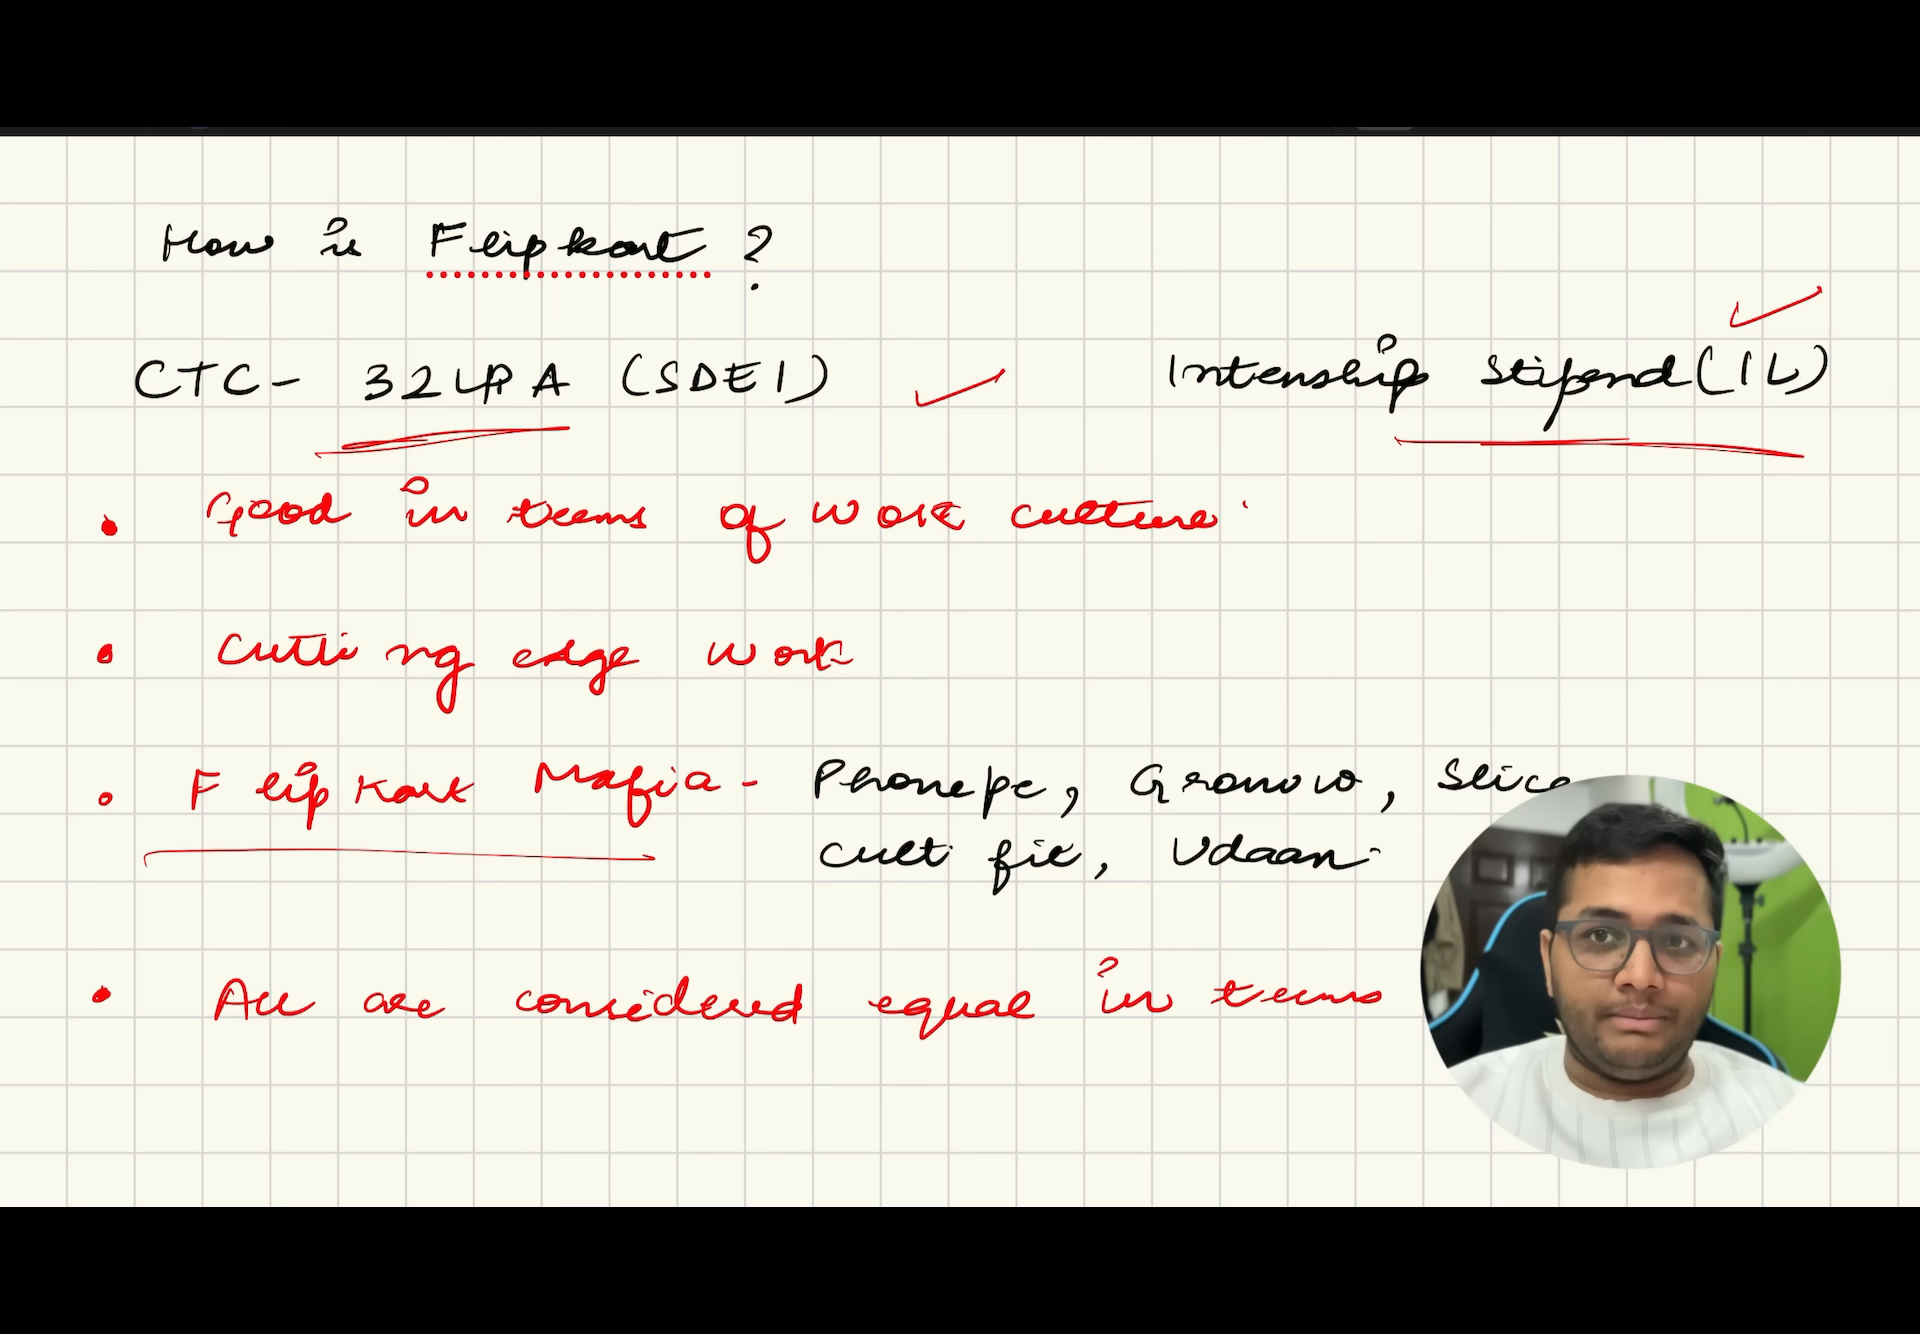 How is Flipkart ?
CTC- 32LPA (SDE1)
Intenship stipend (1L)
• Good in terms of work culture.
• Cutting edge work
• Flipkart Mafia - Phonepe, Groww, Slice
cult fit, Udaan.
• All are considered equal in terms